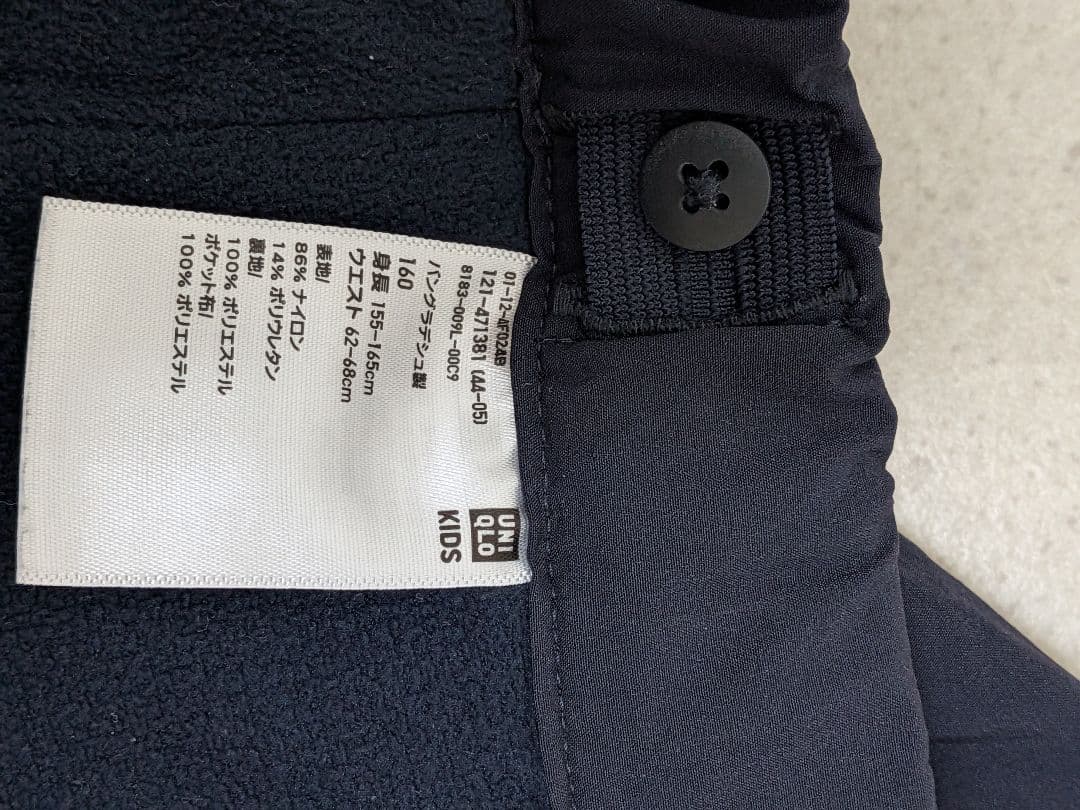 UNI
QLO
KIDS
01-12-4F02AB
121-471381 (44-05)
8183-009L-00C9
バングラデシュ製
160
身長 155-165cm
ウエスト 62-68cm
表地/
86% ナイロン
14% ポリウレタン
裏地/
100% ポリエステル
ポケット布/
100% ポリエステル